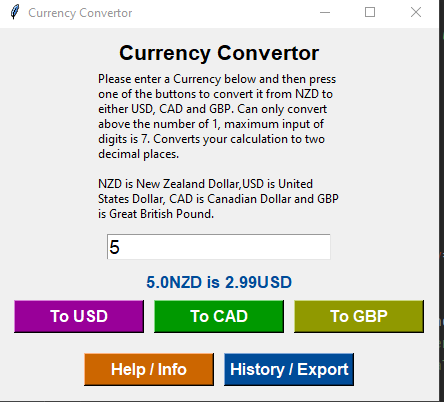 Currency Convertor
Currency Convertor
Please enter a Currency below and then press
one of the buttons to convert it from NZD to
either USD, CAD and GBP. Can only convert
above the number of 1, maximum input of
digits is 7. Converts your calculation to two
decimal places.
NZD is New Zealand Dollar,USD is United
States Dollar, CAD is Canadian Dollar and GBP
is Great British Pound.
5
5.0NZD is 2.99USD
To USD To CAD To GBP
Help / Info History / Export